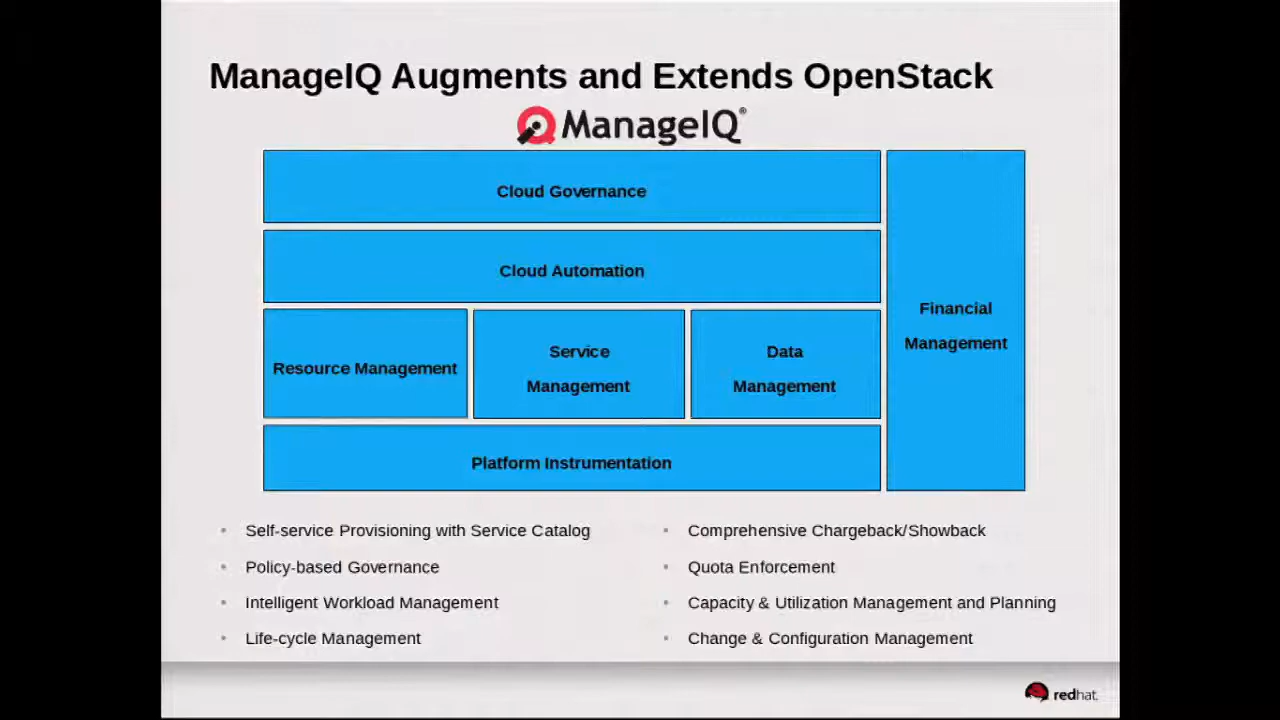 ManageIQ Augments and Extends OpenStack
ManageIQ®
Cloud Governance
Cloud Automation
Resource Management
Service
Management
Data
Management
Platform Instrumentation
Financial
Management
• Self-service Provisioning with Service Catalog
• Policy-based Governance
• Intelligent Workload Management
• Life-cycle Management
• Comprehensive Chargeback/Showback
• Quota Enforcement
• Capacity & Utilization Management and Planning
• Change & Configuration Management
redhat.